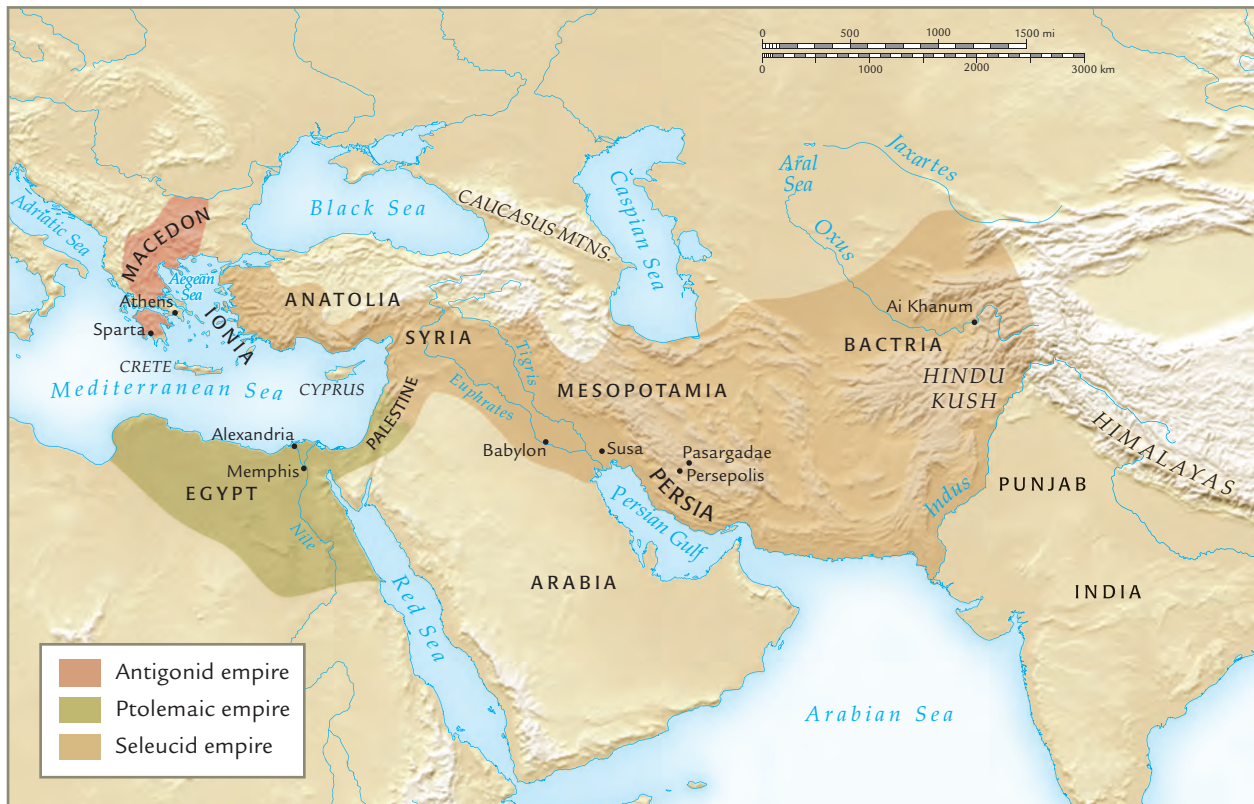 0 500 1000 1500 mi
0 1000 2000 3000 km
Adriatic Sea
MACEDON
Black Sea
CAUCASUS MTNS.
Caspian Sea
Aral
Sea
Jaxartes
Oxus
Aegean
Sea
Athens
Sparta
IONIA
ANATOLIA
SYRIA
Tigris
Ai Khanum
BACTRIA
HINDU
KUSH
CRETE
CYPRUS
Mediterranean Sea
PALESTINE
Euphrates
MESOPOTAMIA
HIMALAYAS
Alexandria
Memphis
EGYPT
Nile
Babylon
Susa
Pasargadae
Persepolis
PERSIA
Persian Gulf
Indus
PUNJAB
Red Sea
ARABIA
INDIA
Arabian Sea
Antigonid empire
Ptolemaic empire
Seleucid empire